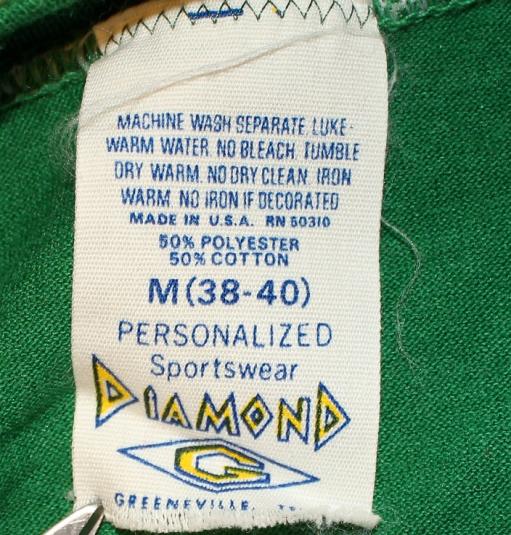 MACHINE WASH SEPARATE. LUKE-
WARM WATER. NO BLEACH. TUMBLE
DRY WARM. NO DRY CLEAN. IRON
WARM. NO IRON IF DECORATED
MADE IN U.S.A. RN 50310
50% POLYESTER
50% COTTON
M (38-40)
PERSONALIZED
Sportswear
DIAMOND
G
GREENEVILLE,